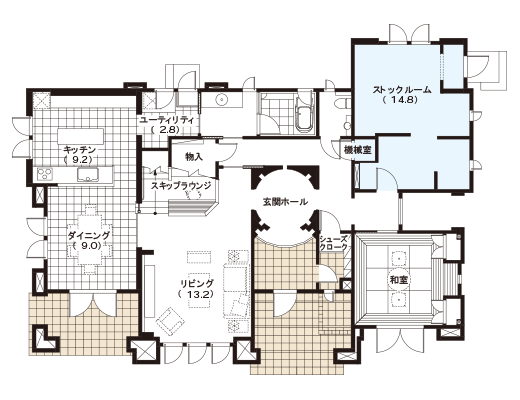 ストックルーム
( 14.8)
ユーティリティ
( 2.8)
キッチン
( 9.2)
物入
機械室
スキップラウンジ
玄関ホール
ダイニング
( 9.0)
シューズ
クローク
リビング
( 13.2)
和室